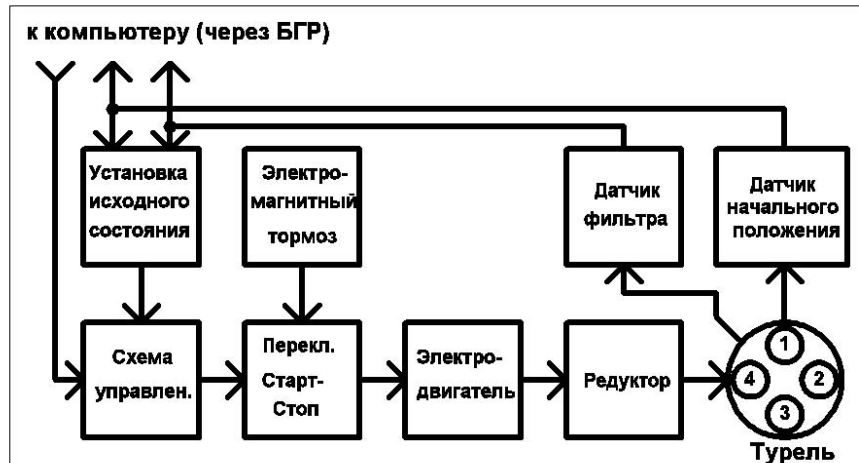 к компьютеру (через БГР)
Установка
исходного
состояния
Электро-
магнитный
тормоз
Датчик
фильтра
Датчик
начального
положения
Схема
управлен.
Перекл.
Старт-
Стоп
Электро-
двигатель
Редуктор
1
4
2
3
Турель